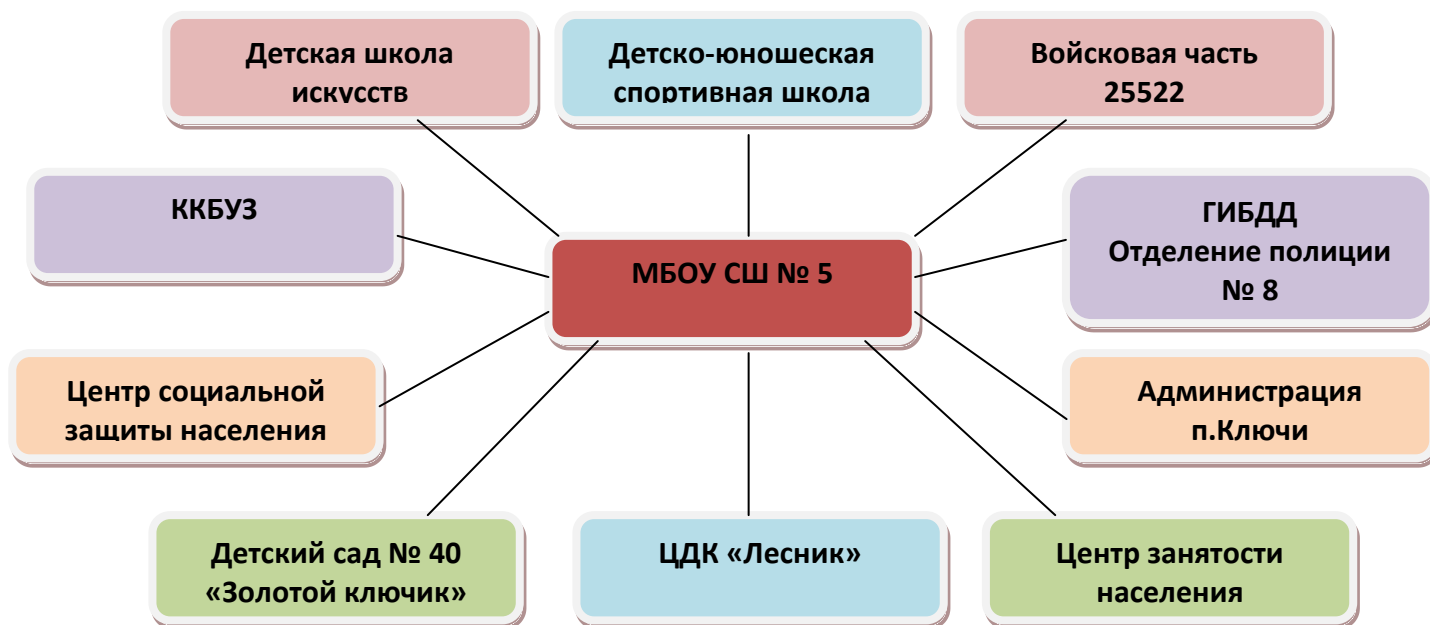 Детская школа
искусств
Детско-юношеская
спортивная школа
Войсковая часть
25522
ККБУЗ
МБОУ СШ № 5
ГИБДД
Отделение полиции
№ 8
Центр социальной
защиты населения
Администрация
п.Ключи
Детский сад № 40
«Золотой ключик»
ЦДК «Лесник»
Центр занятости
населения